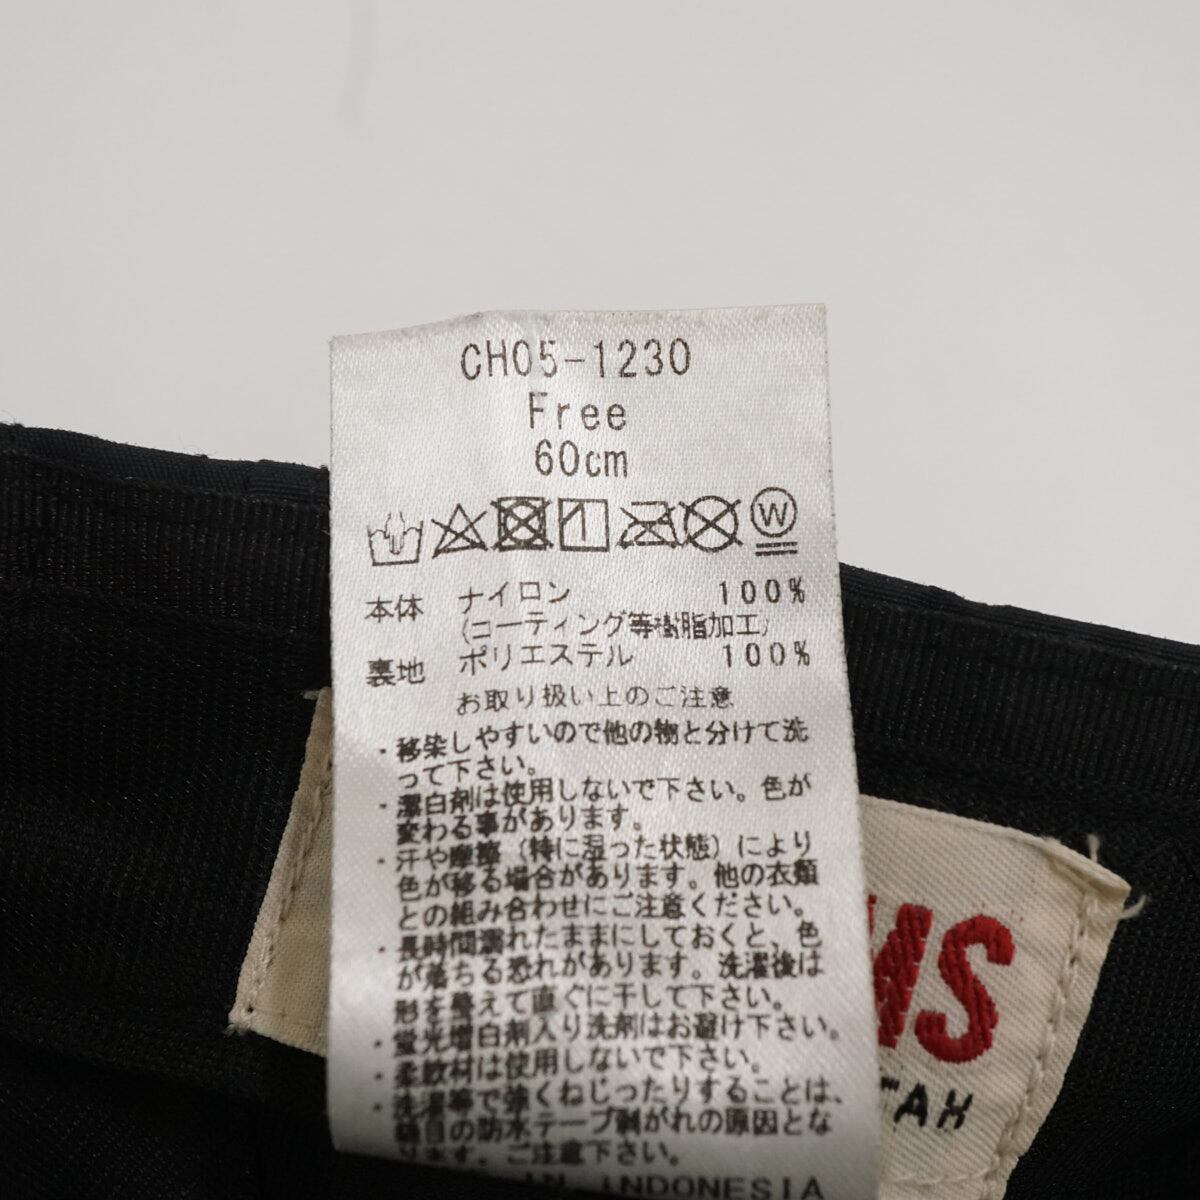 CH05-1230
Free
60cm
W
本体 ナイロン 100%
(コーティング等樹脂加工)
裏地 ポリエステル 100%
お取り扱い上のご注意
・移染しやすいので他の物と分けて洗
って下さい。
・漂白剤は使用しないで下さい。色が
変わる事があります。
・汗や摩擦(特に湿った状態)により
色が移る場合があります。他の衣類
との組み合わせにご注意ください。
・長時間濡れたままにしておくと、色
が落ちる恐れがあります。洗濯後は
形を整えて直ぐに干して下さい。
・蛍光増白剤入り洗剤はお避け下さい。
・柔軟材は使用しないで下さい。
・洗濯等で強くねじったりすることは、
縫目の防水テープ剥がれの原因とな
ります。ご注意下さい。
IN INDONESIA
MS
TAH